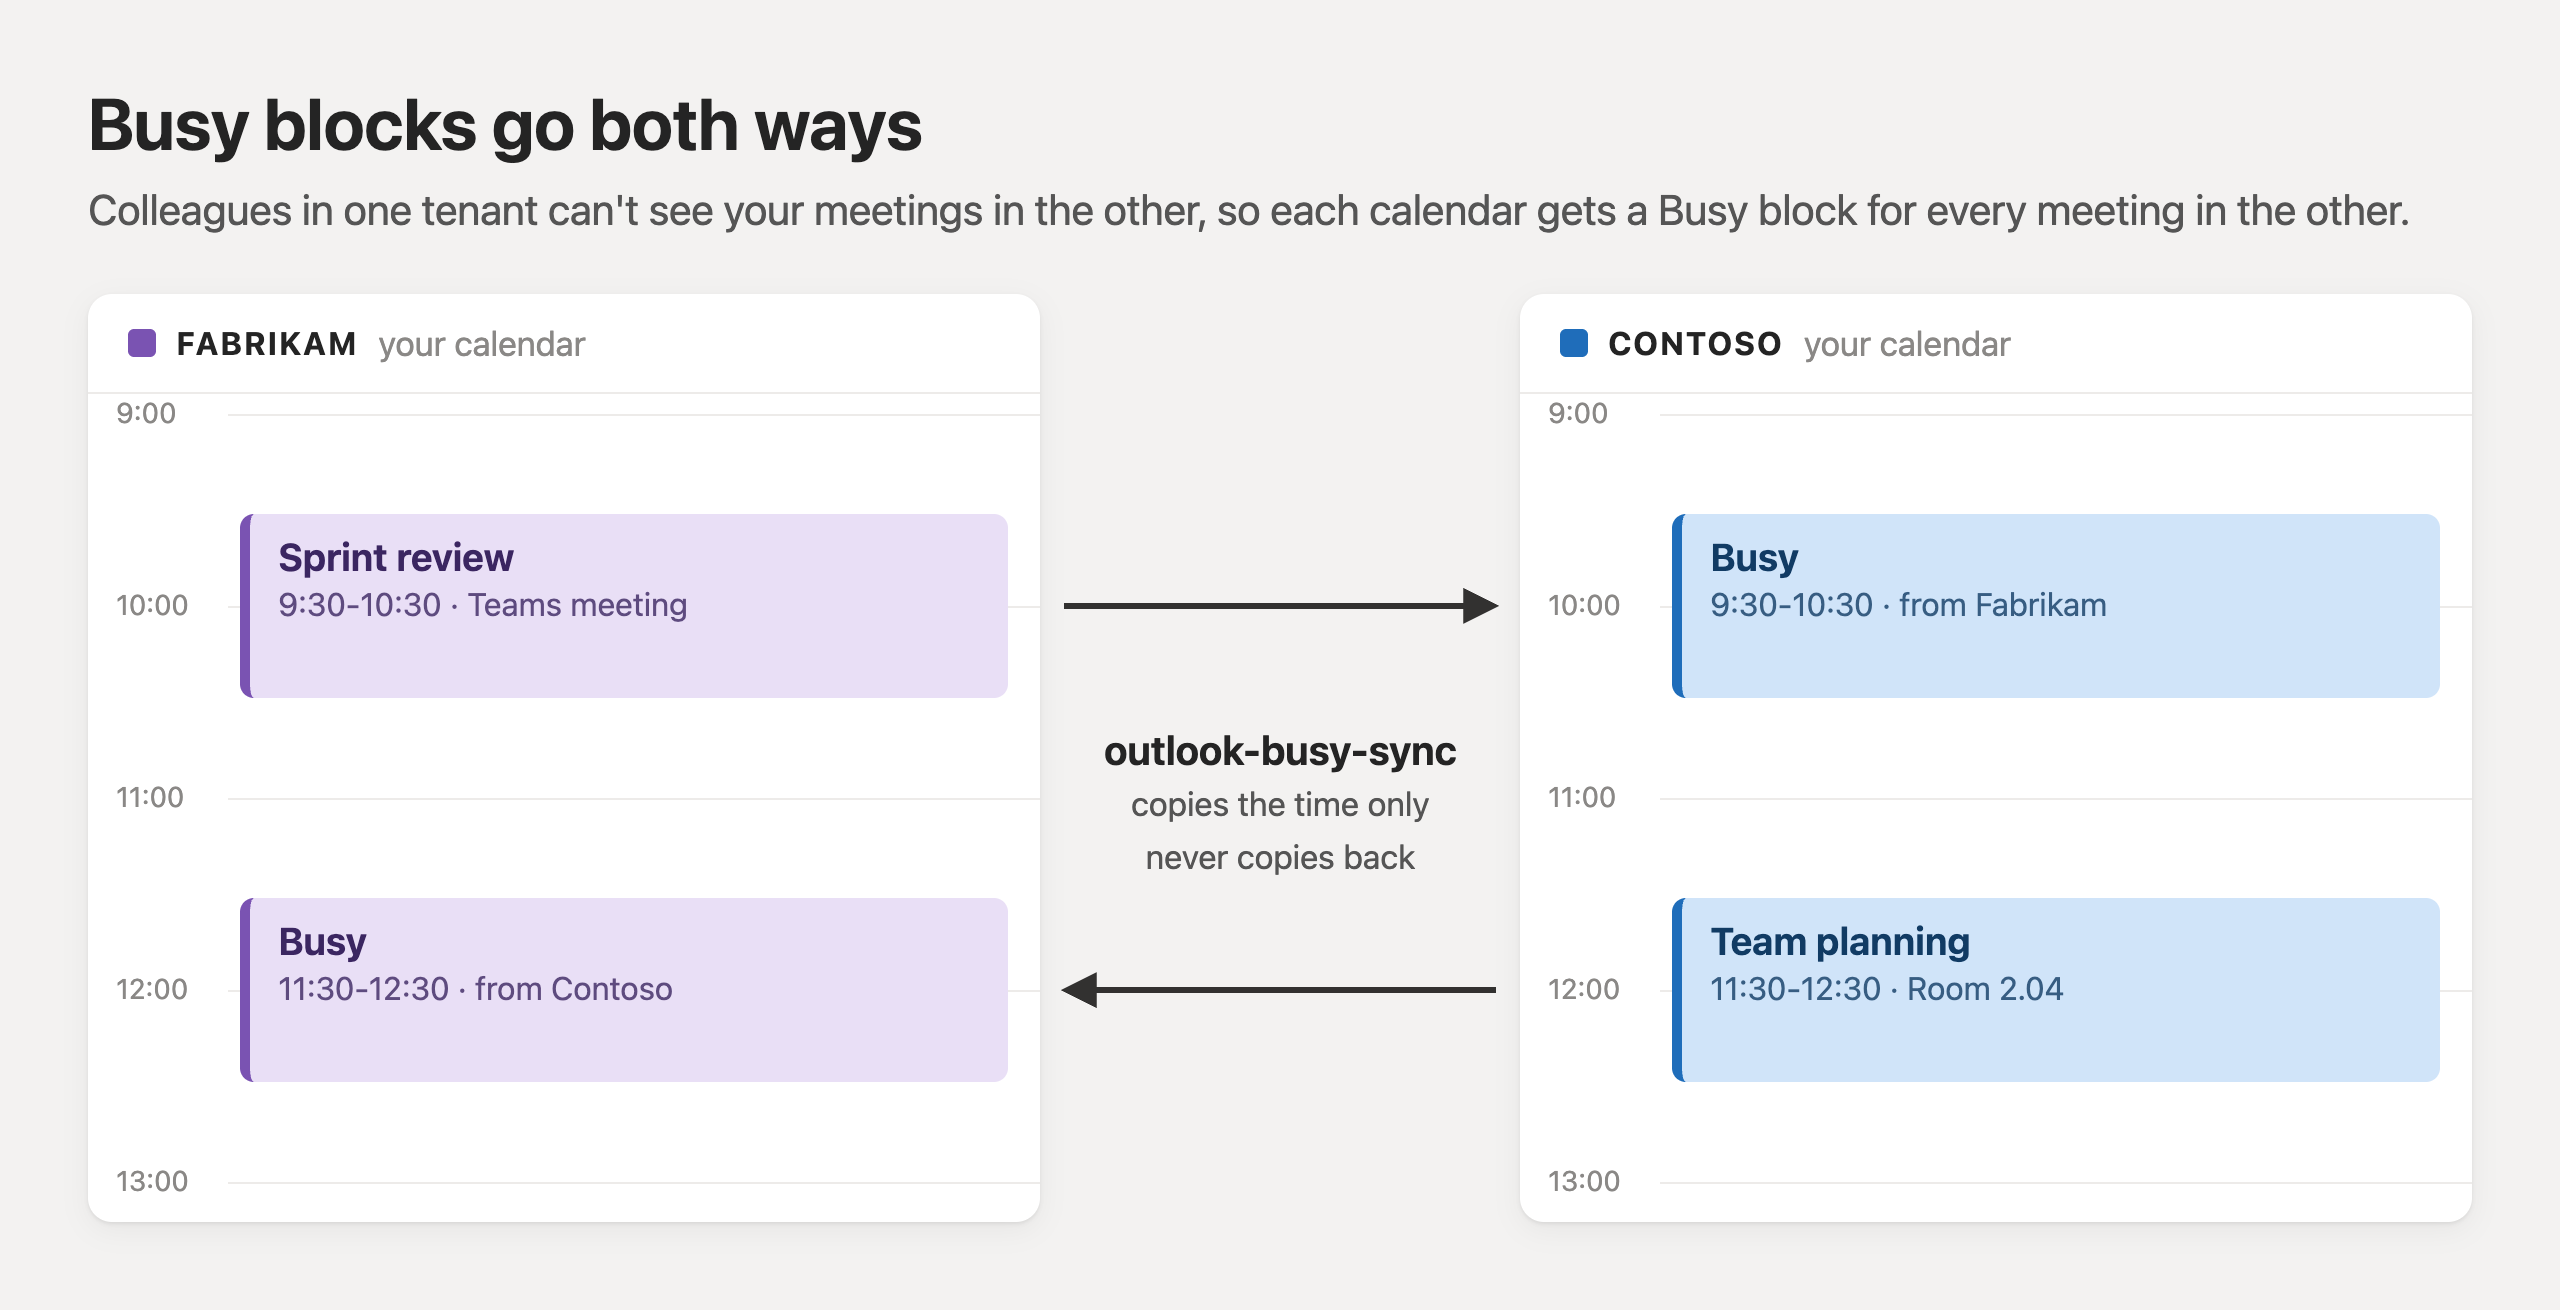 Busy blocks go both ways
Colleagues in one tenant can't see your meetings in the other, so each calendar gets a Busy block for every meeting in the other.
FABRIKAM your calendar
9:00
Sprint review
10:00 9:30-10:30 · Teams meeting
11:00
Busy
12:00 11:30-12:30 · from Contoso
13:00
outlook-busy-sync
copies the time only
never copies back
CONTOSO your calendar
9:00
Busy
10:00 9:30-10:30 · from Fabrikam
11:00
Team planning
12:00 11:30-12:30 · Room 2.04
13:00